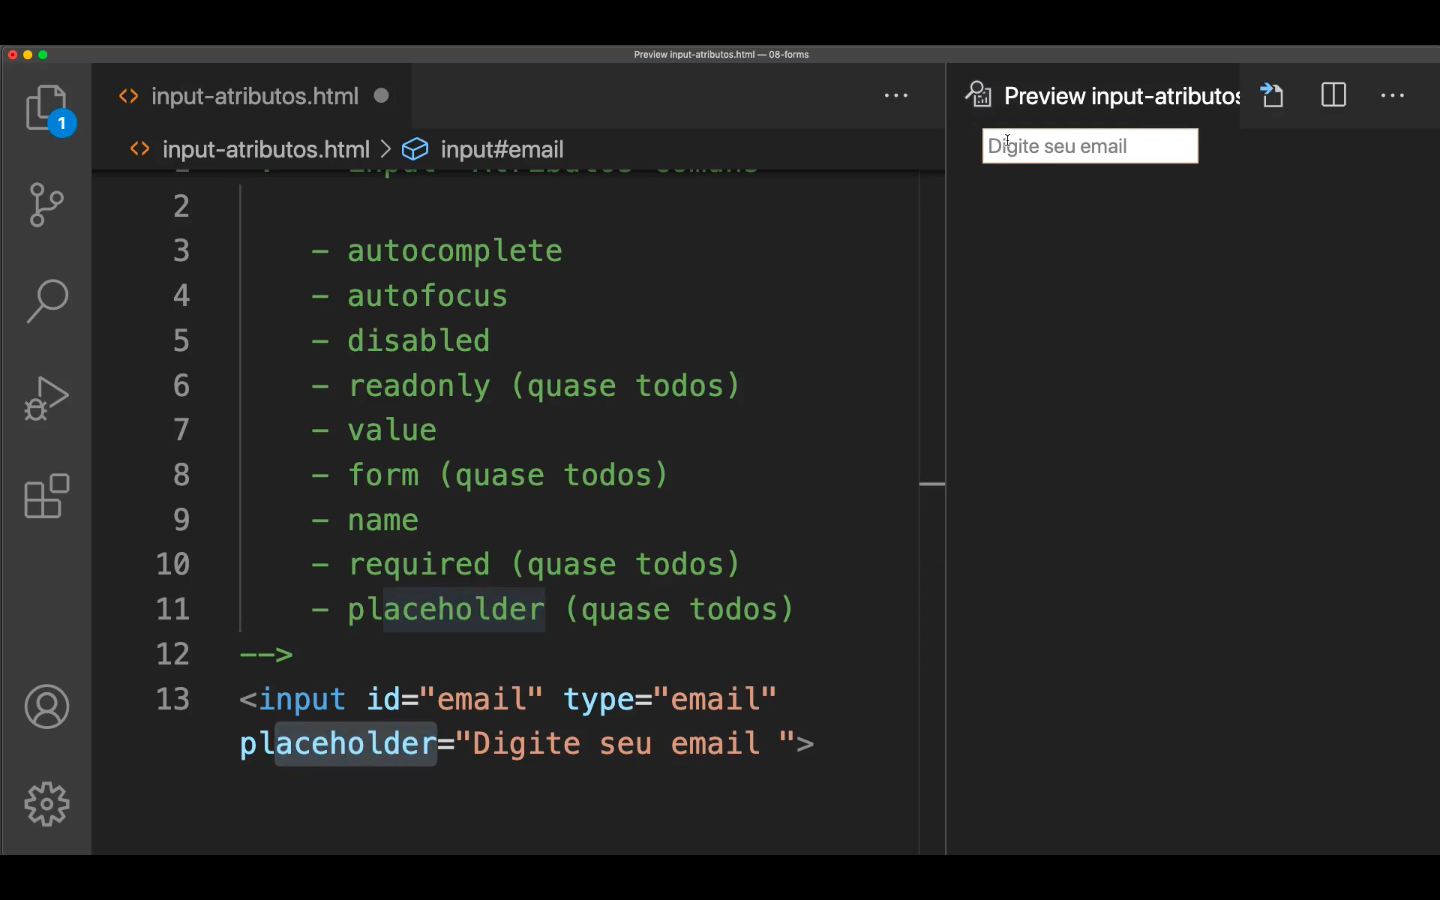 Preview input-atributos.html — 08-forms
input-atributos.html
Preview input-atributos
1
input-atributos.html > input#email
Digite seu email
2
3 - autocomplete
4 - autofocus
5 - disabled
6 - readonly (quase todos)
7 - value
8 - form (quase todos)
9 - name
10 - required (quase todos)
11 - placeholder (quase todos)
12 -->
13 <input id="email" type="email"
placeholder="Digite seu email ">